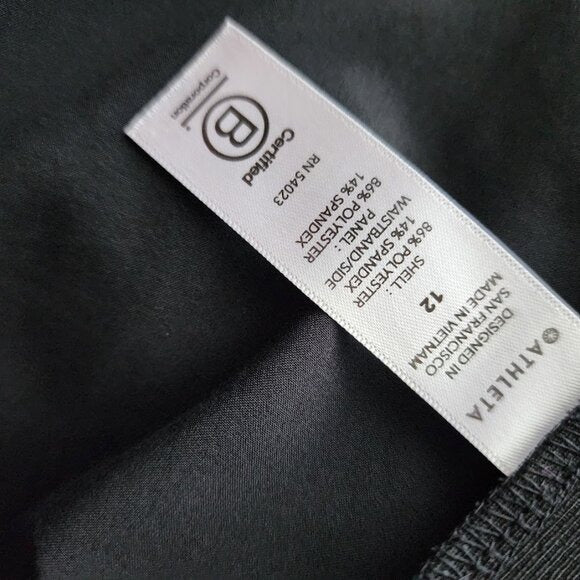 ATHLETA
DESIGNED IN
SAN FRANCISCO
MADE IN VIETNAM
12
SHELL:
86% POLYESTER
14% SPANDEX
WAISTBAND/SIDE
PANEL:
86% POLYESTER
14% SPANDEX
RN 54023
Certified
B
Corporation